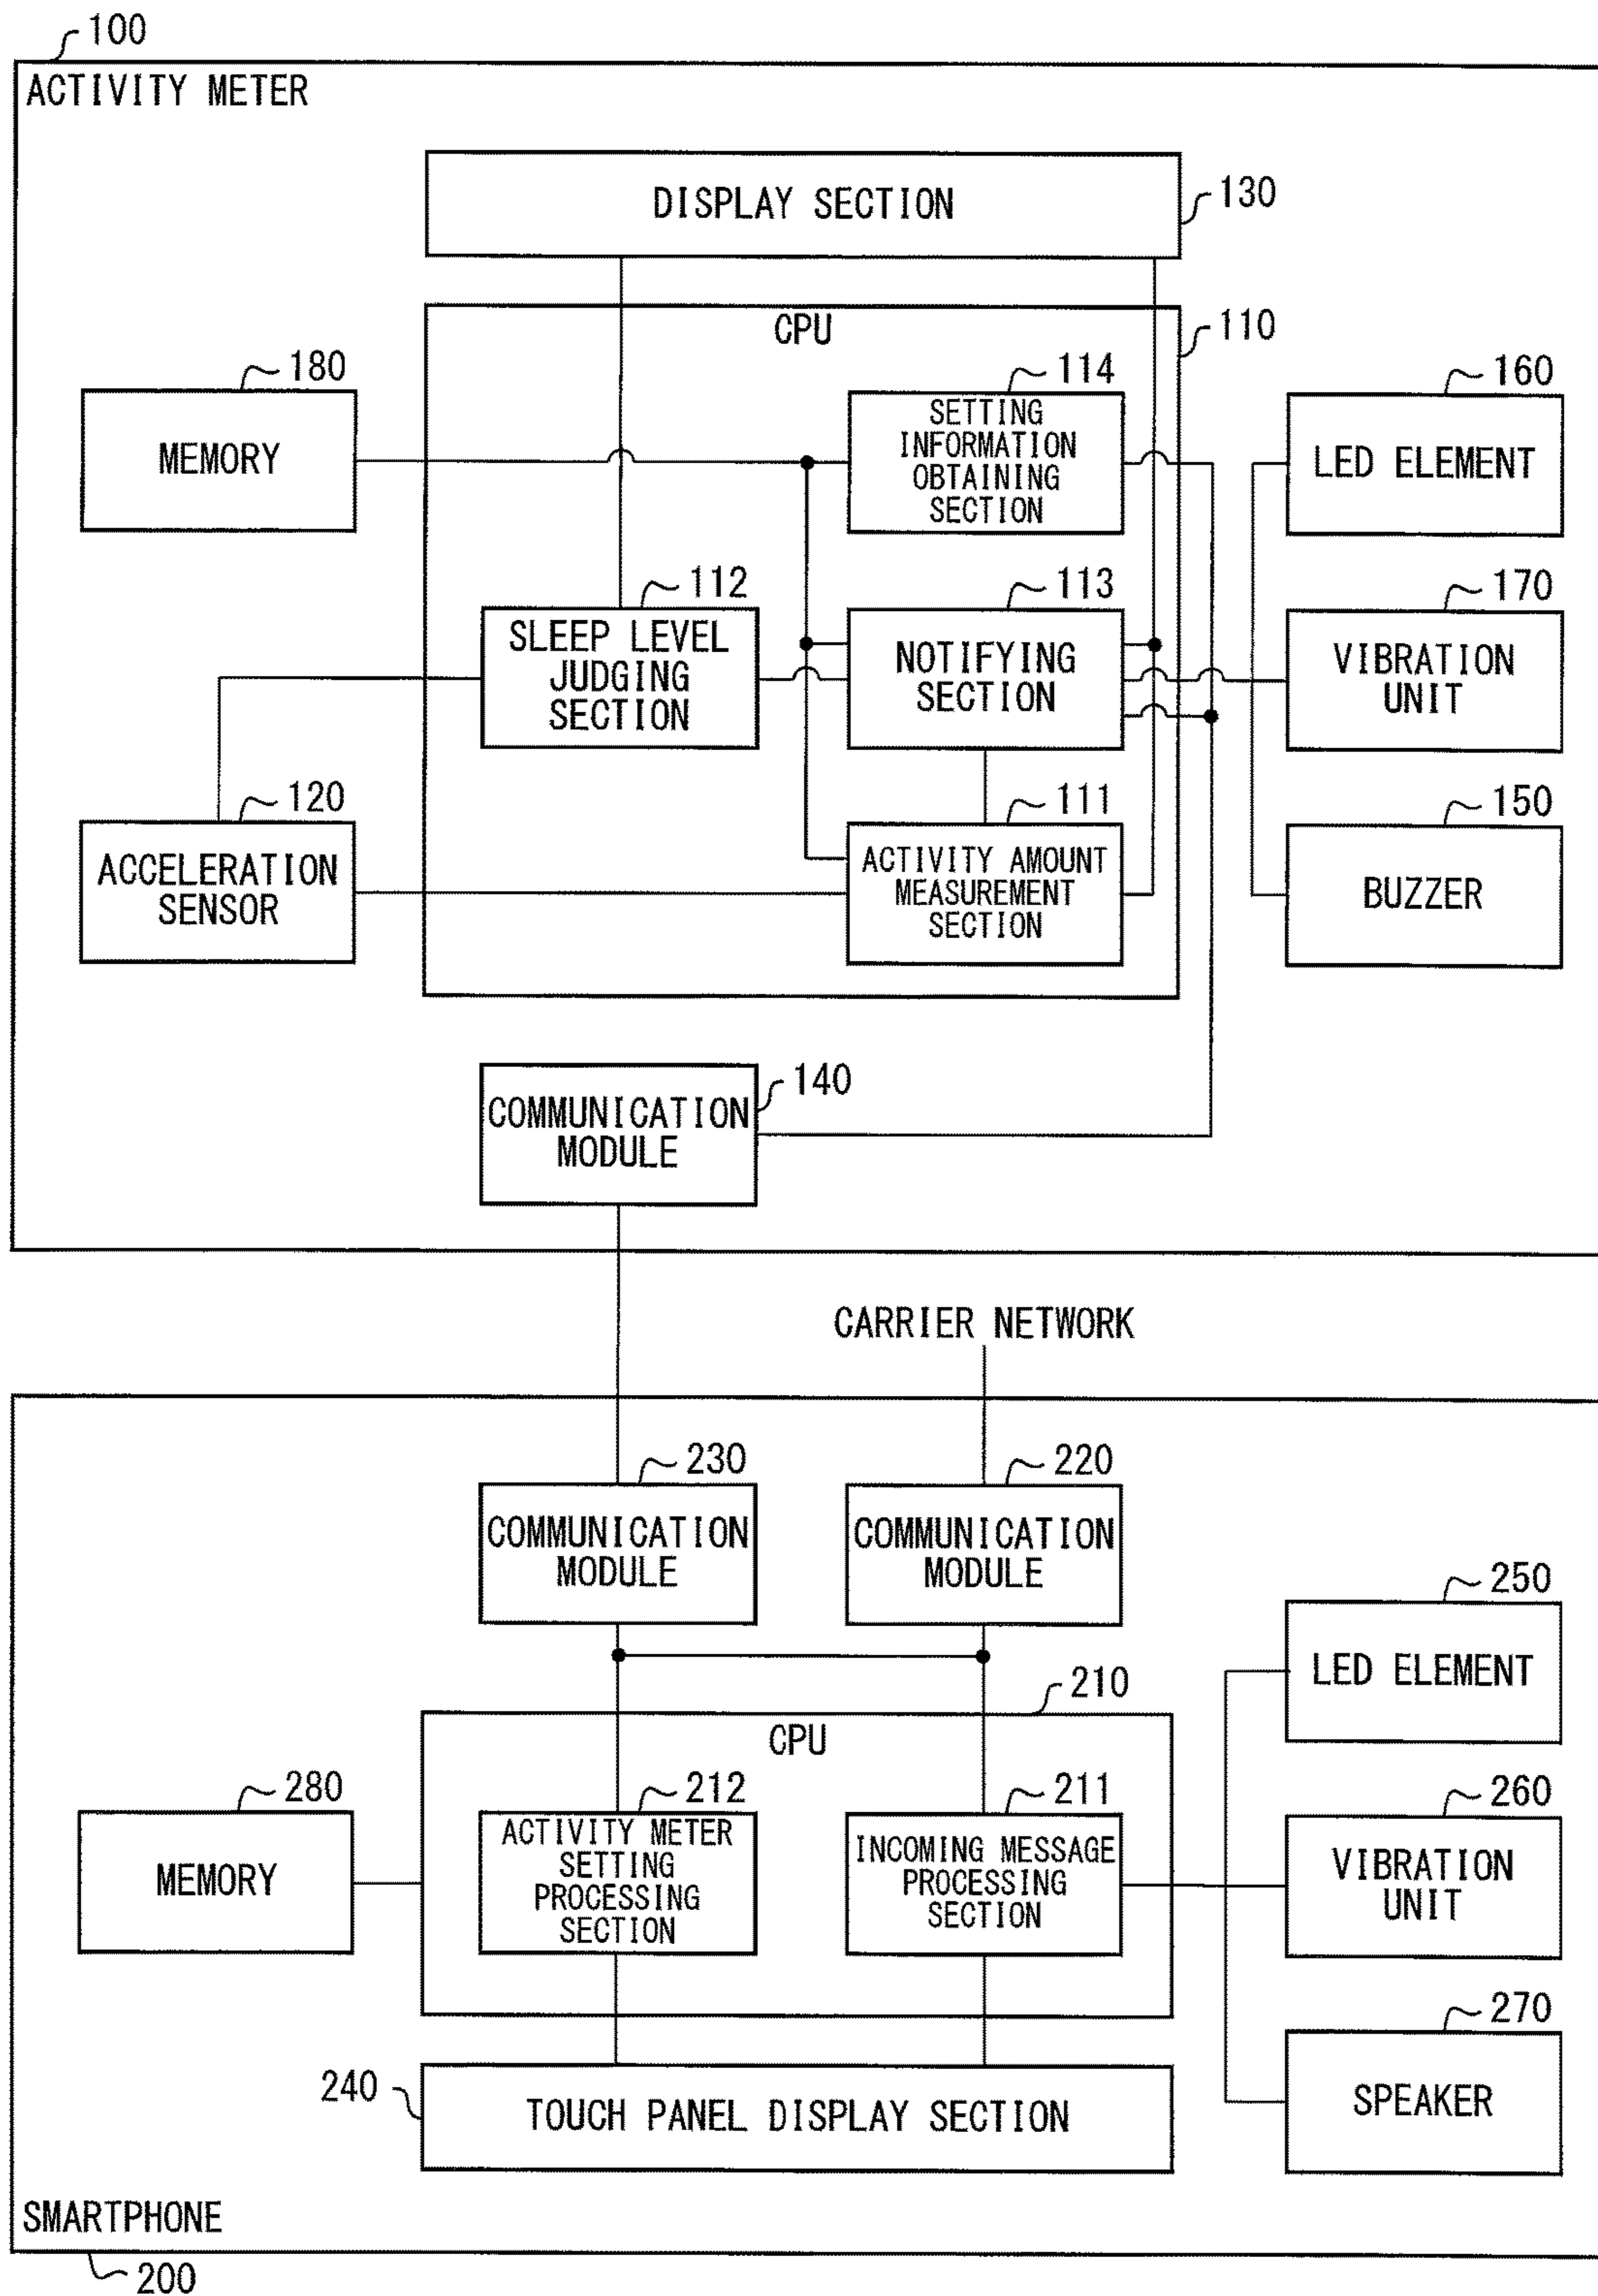 100
ACTIVITY METER
DISPLAY SECTION
130
CPU
110
180
MEMORY
114
SETTING
INFORMATION
OBTAINING
SECTION
160
LED ELEMENT
112
SLEEP LEVEL
JUDGING
SECTION
113
NOTIFYING
SECTION
170
VIBRATION
UNIT
120
ACCELERATION
SENSOR
111
ACTIVITY AMOUNT
MEASUREMENT
SECTION
150
BUZZER
140
COMMUNICATION
MODULE
CARRIER NETWORK
230
COMMUNICATION
MODULE
220
COMMUNICATION
MODULE
250
LED ELEMENT
210
CPU
280
MEMORY
212
ACTIVITY METER
SETTING
PROCESSING
SECTION
211
INCOMING MESSAGE
PROCESSING
SECTION
260
VIBRATION
UNIT
240
TOUCH PANEL DISPLAY SECTION
270
SPEAKER
SMARTPHONE
200